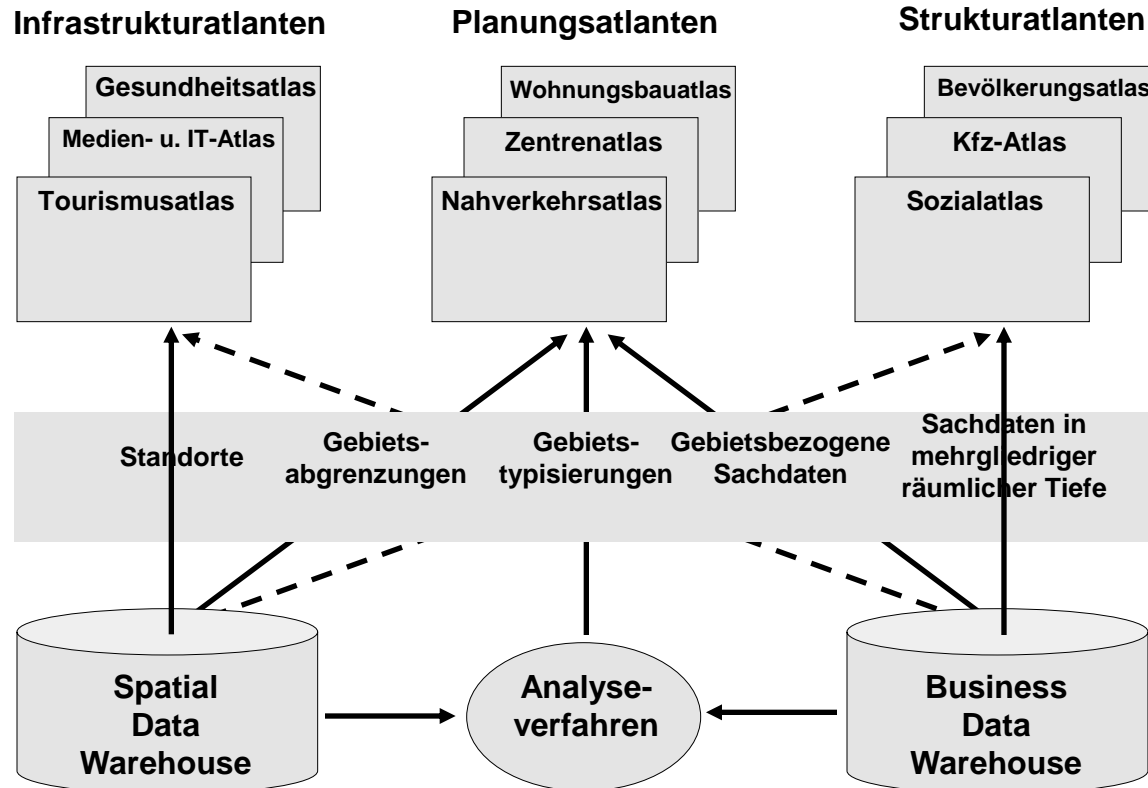 Infrastrukturatlanten
Planungsatlanten
Strukturatlanten
Gesundheitsatlas
Medien- u. IT-Atlas
Tourismusatlas
Wohnungsbauatlas
Zentrenatlas
Nahverkehrsatlas
Bevölkerungsatlas
Kfz-Atlas
Sozialatlas
Standorte
Gebiets-
abgrenzungen
Gebiets-
typisierungen
Gebietsbezogene
Sachdaten
Sachdaten in
mehrgliedriger
räumlicher Tiefe
Spatial
Data
Warehouse
Analyse-
verfahren
Business
Data
Warehouse